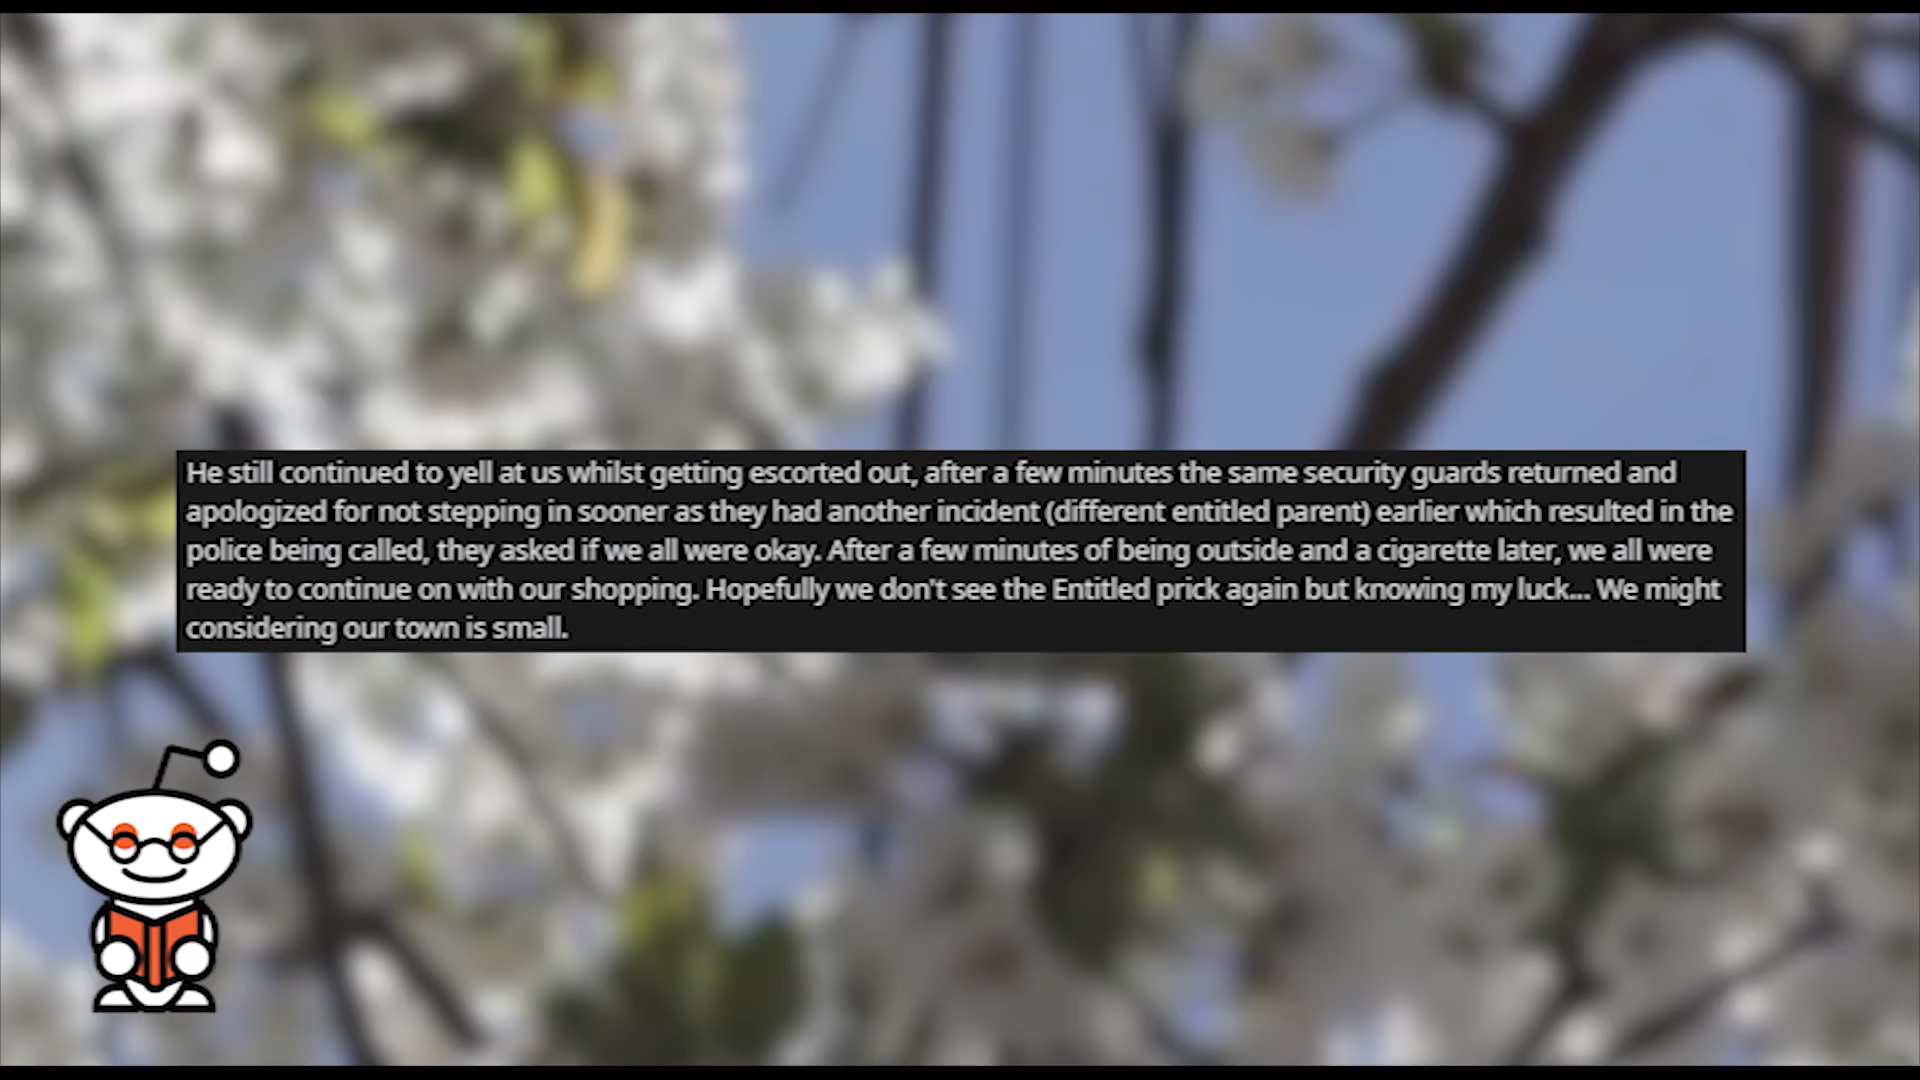 He still continued to yell at us whilst getting escorted out, after a few minutes the same security guards returned and
apologized for not stepping in sooner as they had another incident (different entitled parent) earlier which resulted in the
police being called, they asked if we all were okay. After a few minutes of being outside and a cigarette later, we all were
ready to continue on with our shopping. Hopefully we don't see the Entitled prick again but knowing my luck... We might
considering our town is small.